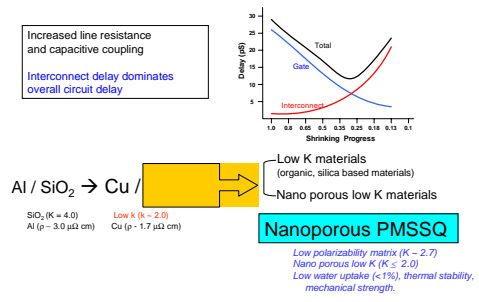 Increased line resistance
and capacitive coupling
Interconnect delay dominates
overall circuit delay
Delay (pS)
30
25
20
15
10
5
Total
Gate
Interconnect
1.0 0.8 0.65 0.5 0.35 0.25 0.18 0.13 0.1
Shrinking Progress
Al / SiO₂ → Cu /
SiO₂ (K = 4.0)
Al (ρ ~ 3.0 μΩ cm)
Low k (k ~ 2.0)
Cu (ρ - 1.7 μΩ cm)
Low K materials
(organic, silica based materials)
Nano porous low K materials
Nanoporous PMSSQ
Low polarizability matrix (K ~ 2.7)
Nano porous low K (K ≤ 2.0)
Low water uptake (<1%), thermal stability,
mechanical strength.